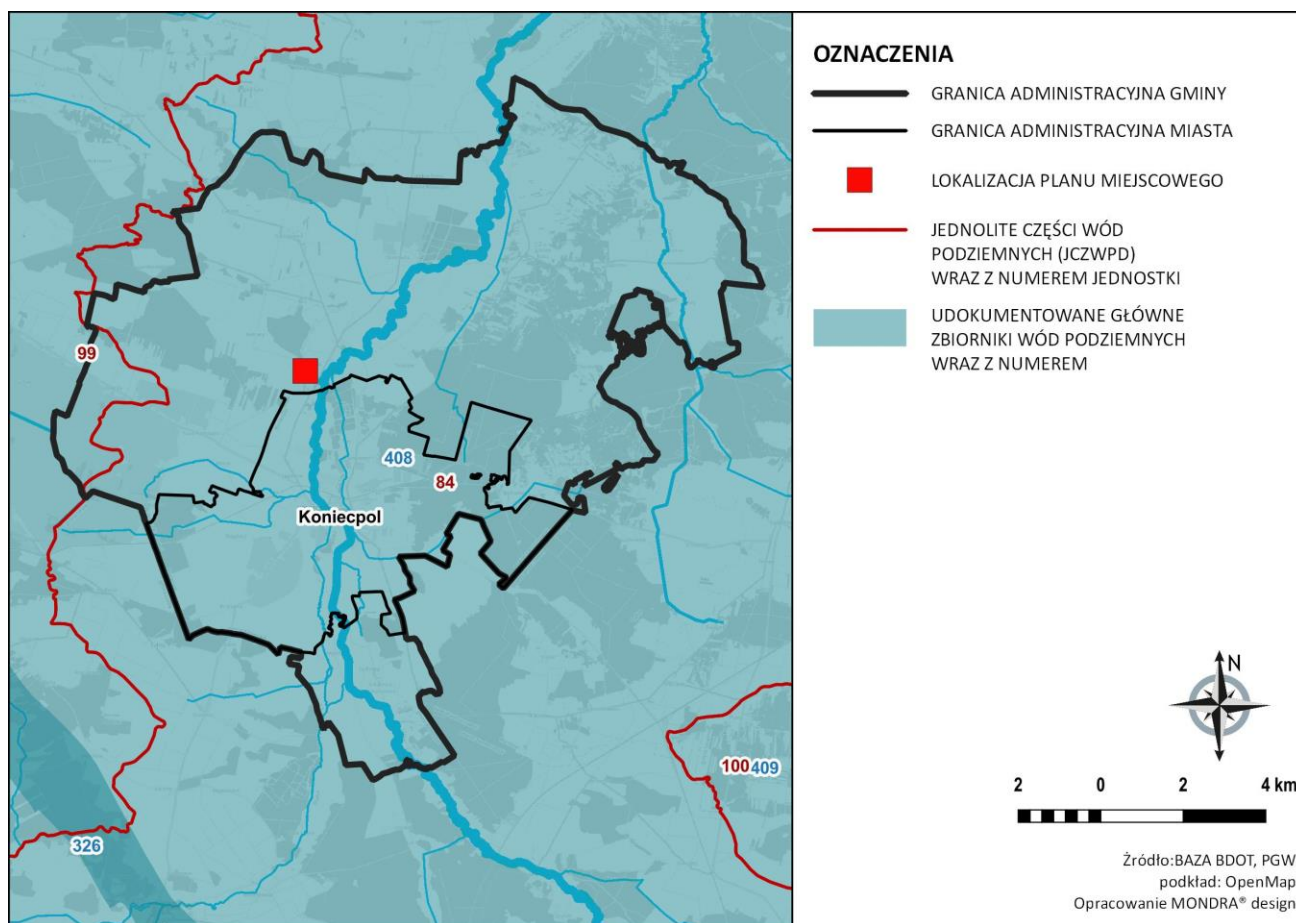 99
408
84
Koniecpol
100
409
326
OZNACZENIA
GRANICA ADMINISTRACYJNA GMINY
GRANICA ADMINISTRACYJNA MIASTA
LOKALIZACJA PLANU MIEJSCOWEGO
JEDNOLITE CZĘŚCI WÓD
PODZIEMNYCH (JCZWPD)
WRAZ Z NUMEREM JEDNOSTKI
UDOKUMENTOWANE GŁÓWNE
ZBIORNIKI WÓD PODZIEMNYCH
WRAZ Z NUMEREM
N
2 0 2 4 km
Źródło:BAZA BDOT, PGW
podkład: OpenMap
Opracowanie MONDRA® design